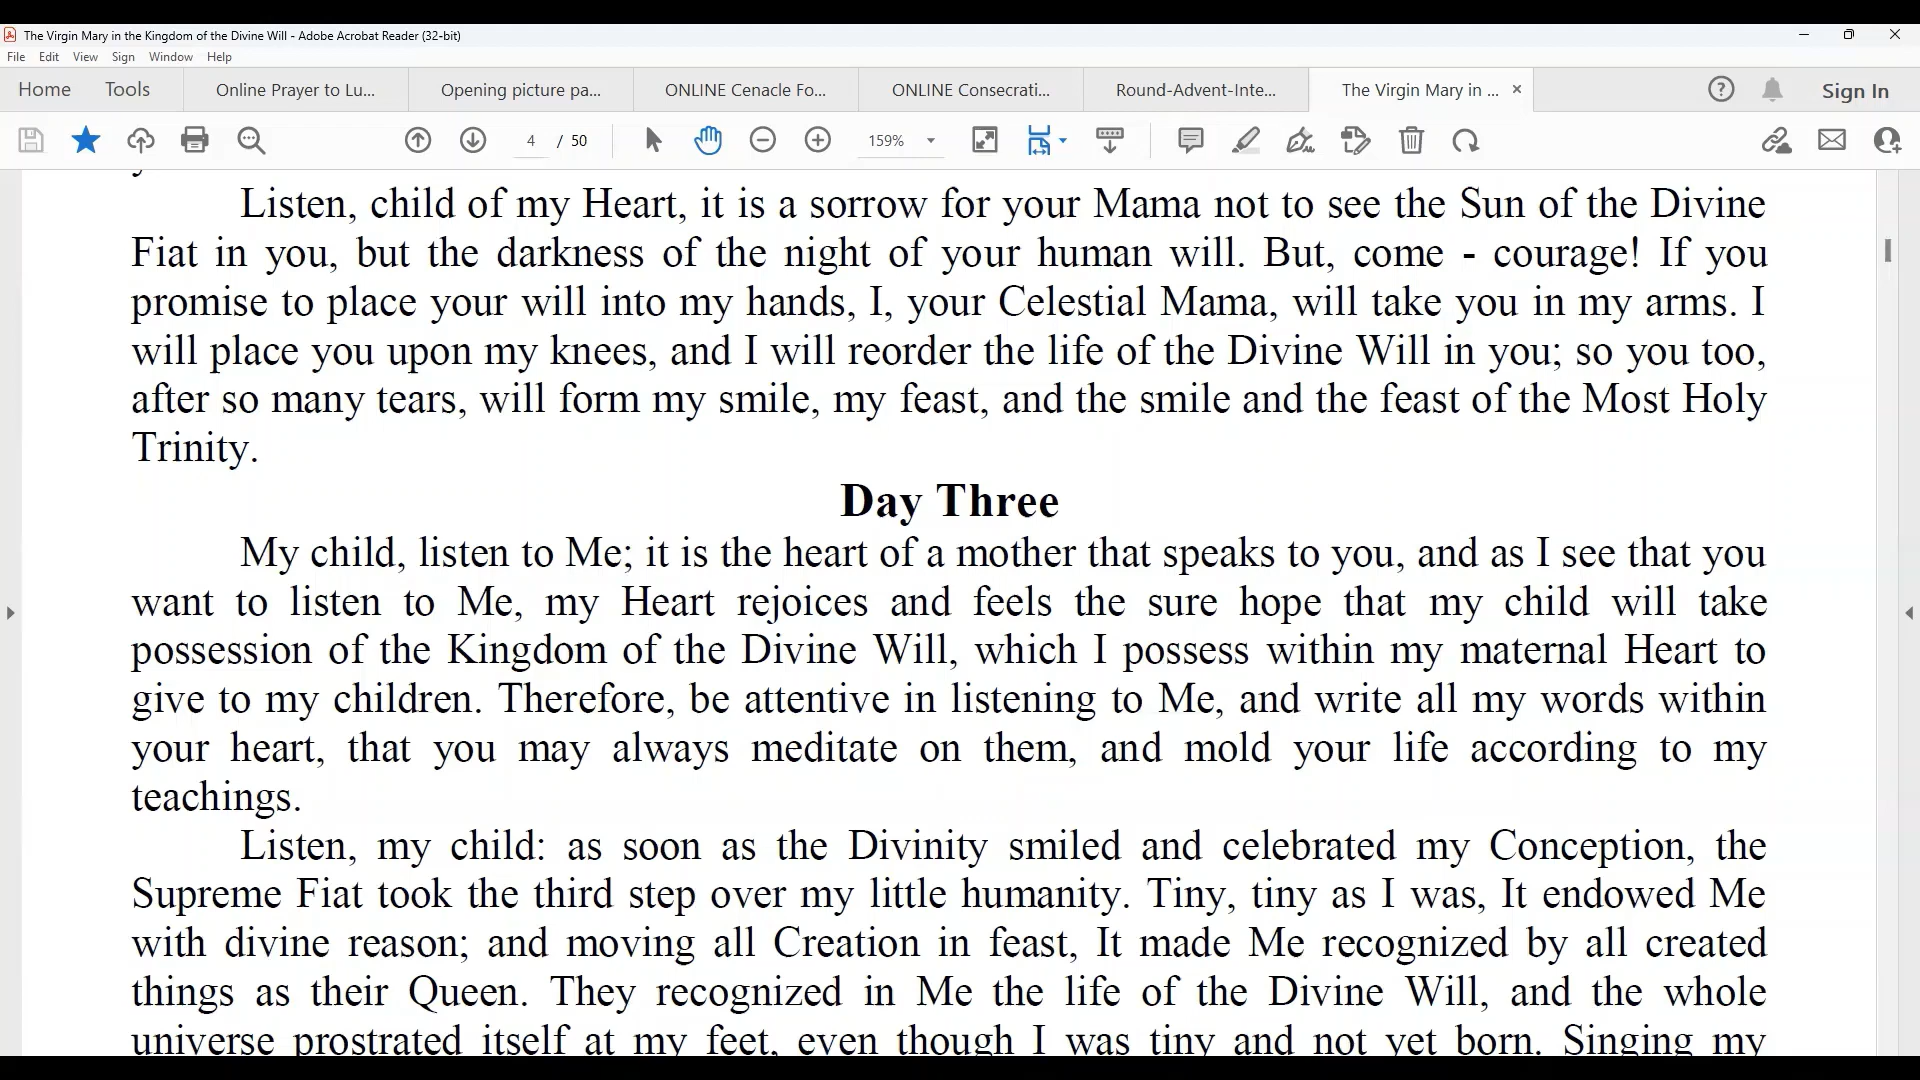 The Virgin Mary in the Kingdom of the Divine Will - Adobe Acrobat Reader (32-bit)
File Edit View Sign Window Help
Home Tools Online Prayer to Lu... Opening picture pa... ONLINE Cenacle Fo... ONLINE Consecrati... Round-Advent-Inte... The Virgin Mary in ... × Sign In
4 / 50 159%
Listen, child of my Heart, it is a sorrow for your Mama not to see the Sun of the Divine
Fiat in you, but the darkness of the night of your human will. But, come - courage! If you
promise to place your will into my hands, I, your Celestial Mama, will take you in my arms. I
will place you upon my knees, and I will reorder the life of the Divine Will in you; so you too,
after so many tears, will form my smile, my feast, and the smile and the feast of the Most Holy
Trinity.
Day Three
My child, listen to Me; it is the heart of a mother that speaks to you, and as I see that you
want to listen to Me, my Heart rejoices and feels the sure hope that my child will take
possession of the Kingdom of the Divine Will, which I possess within my maternal Heart to
give to my children. Therefore, be attentive in listening to Me, and write all my words within
your heart, that you may always meditate on them, and mold your life according to my
teachings.
Listen, my child: as soon as the Divinity smiled and celebrated my Conception, the
Supreme Fiat took the third step over my little humanity. Tiny, tiny as I was, It endowed Me
with divine reason; and moving all Creation in feast, It made Me recognized by all created
things as their Queen. They recognized in Me the life of the Divine Will, and the whole
universe prostrated itself at my feet, even though I was tiny and not yet born. Singing my